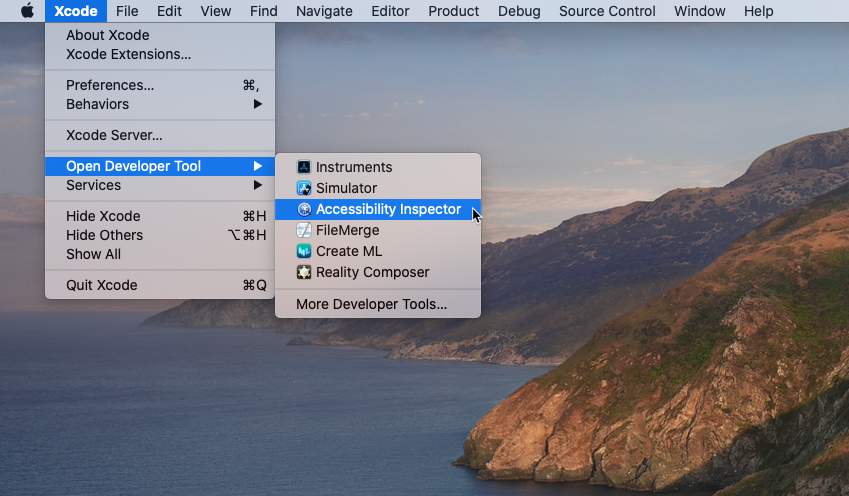 Xcode File Edit View Find Navigate Editor Product Debug Source Control Window Help
About Xcode
Xcode Extensions...
Preferences... ⌘,
Behaviors ▶
Xcode Server...
Open Developer Tool ▶
Services ▶
Hide Xcode ⌘H
Hide Others ⌥⌘H
Show All
Quit Xcode ⌘Q
Instruments
Simulator
Accessibility Inspector
FileMerge
Create ML
Reality Composer
More Developer Tools...